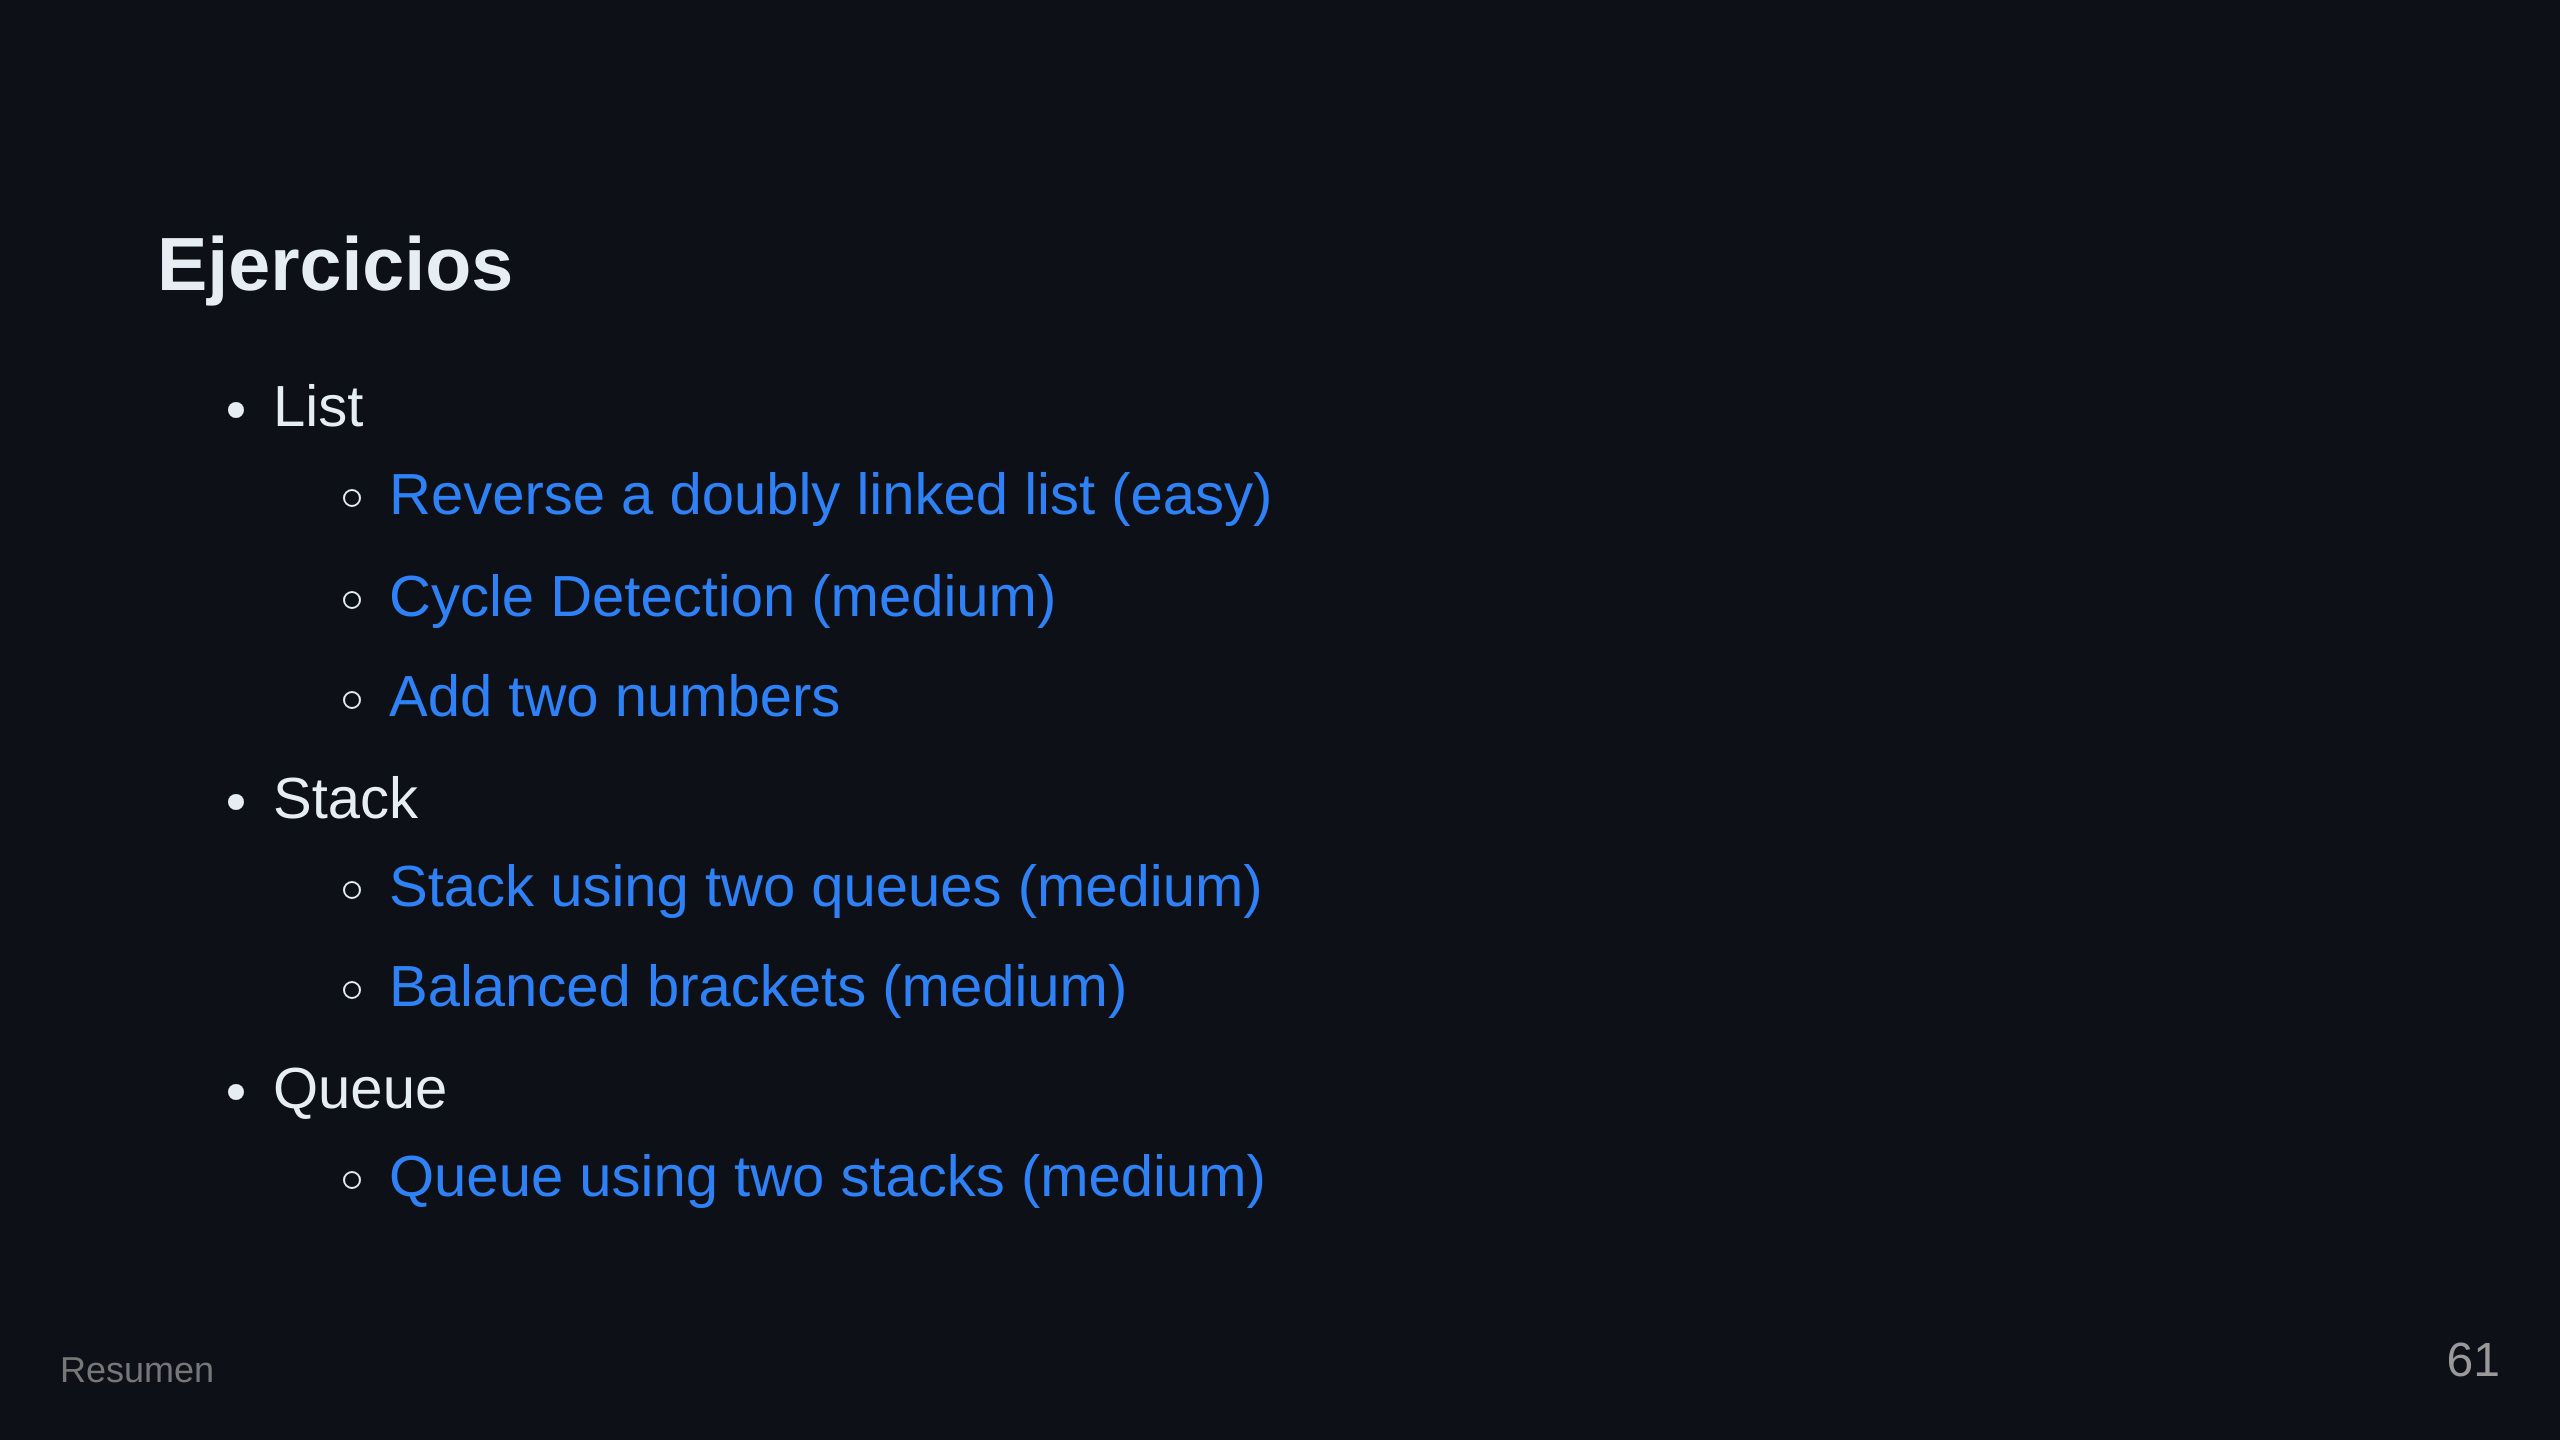 Ejercicios
List
Reverse a doubly linked list (easy)
Cycle Detection (medium)
Add two numbers
Stack
Stack using two queues (medium)
Balanced brackets (medium)
Queue
Queue using two stacks (medium)
Resumen
61